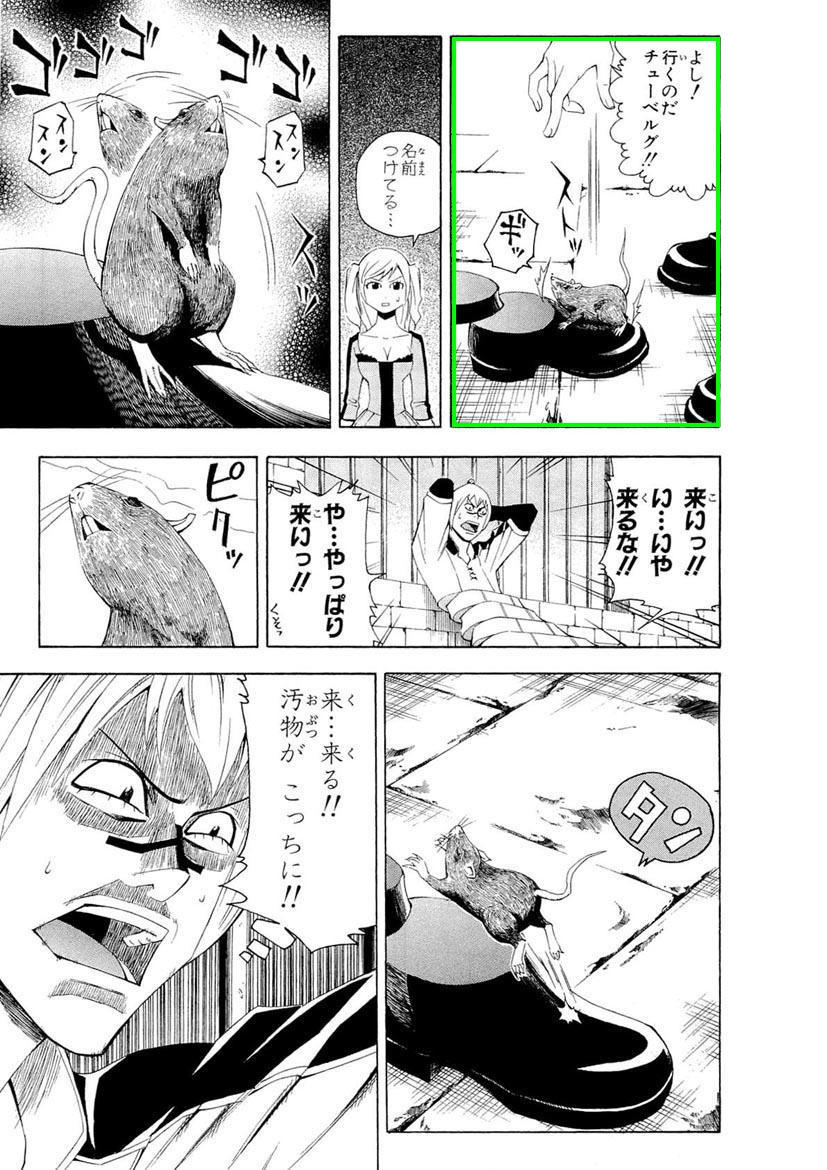 よし！
行くのだ
チューベルグ!!
ストッ
ギッ
名前
つけてる…
ゴゴゴ
ゴゴ
スン
スン
スン
スン
来いっ!!
い…いや
来るな!!
や…やっぱり
来いっ!!
くそっ
ピクッ
タン
来…来る!!
汚物が
こっちに!!